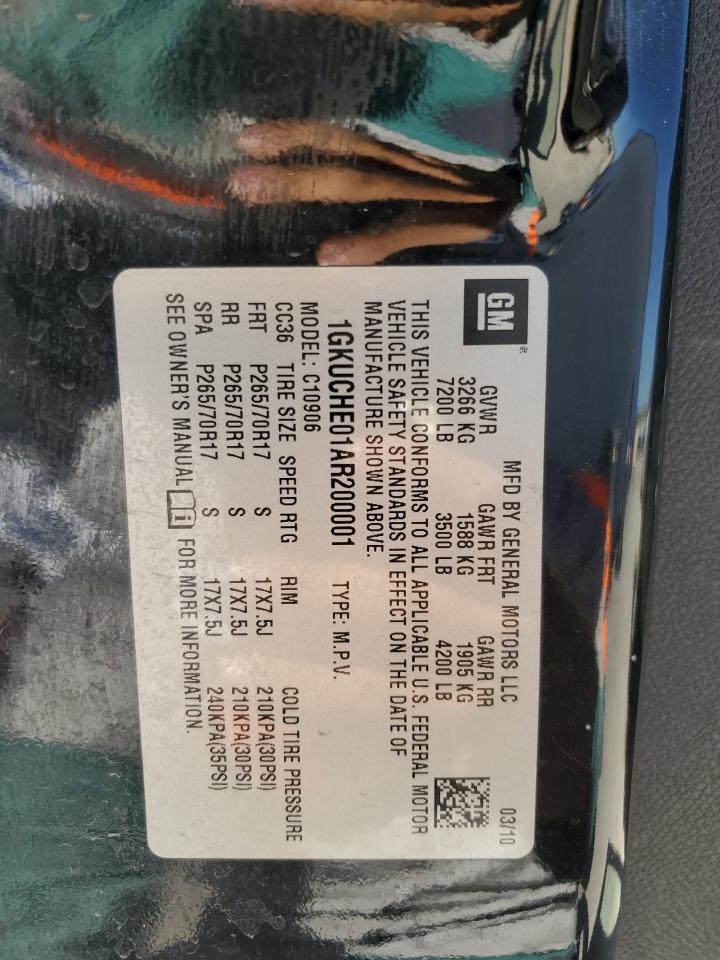 GM
MFD BY GENERAL MOTORS LLC 03/10
GVWR GAWR FRT GAWR RR
3266 KG 1588 KG 1905 KG
7200 LB 3500 LB 4200 LB
THIS VEHICLE CONFORMS TO ALL APPLICABLE U.S. FEDERAL MOTOR
VEHICLE SAFETY STANDARDS IN EFFECT ON THE DATE OF
MANUFACTURE SHOWN ABOVE.
1GKUCHE01AR200001 TYPE: M.P.V.
MODEL: C10906
CC36 TIRE SIZE SPEED RTG RIM COLD TIRE PRESSURE
FRT P265/70R17 S 17X7.5J 210KPA(30PSI)
RR P265/70R17 S 17X7.5J 210KPA(30PSI)
SPA P265/70R17 S 17X7.5J 240KPA(35PSI)
SEE OWNER'S MANUAL FOR MORE INFORMATION.